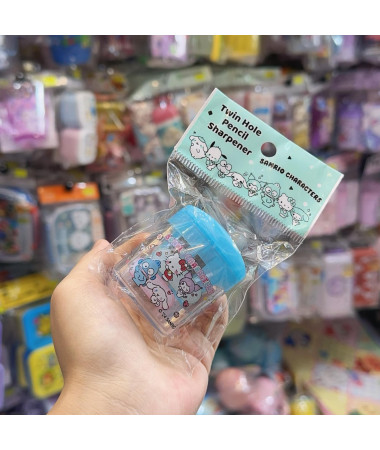 Twin Hole
Pencil
Sharpener
SANRIO CHARACTERS